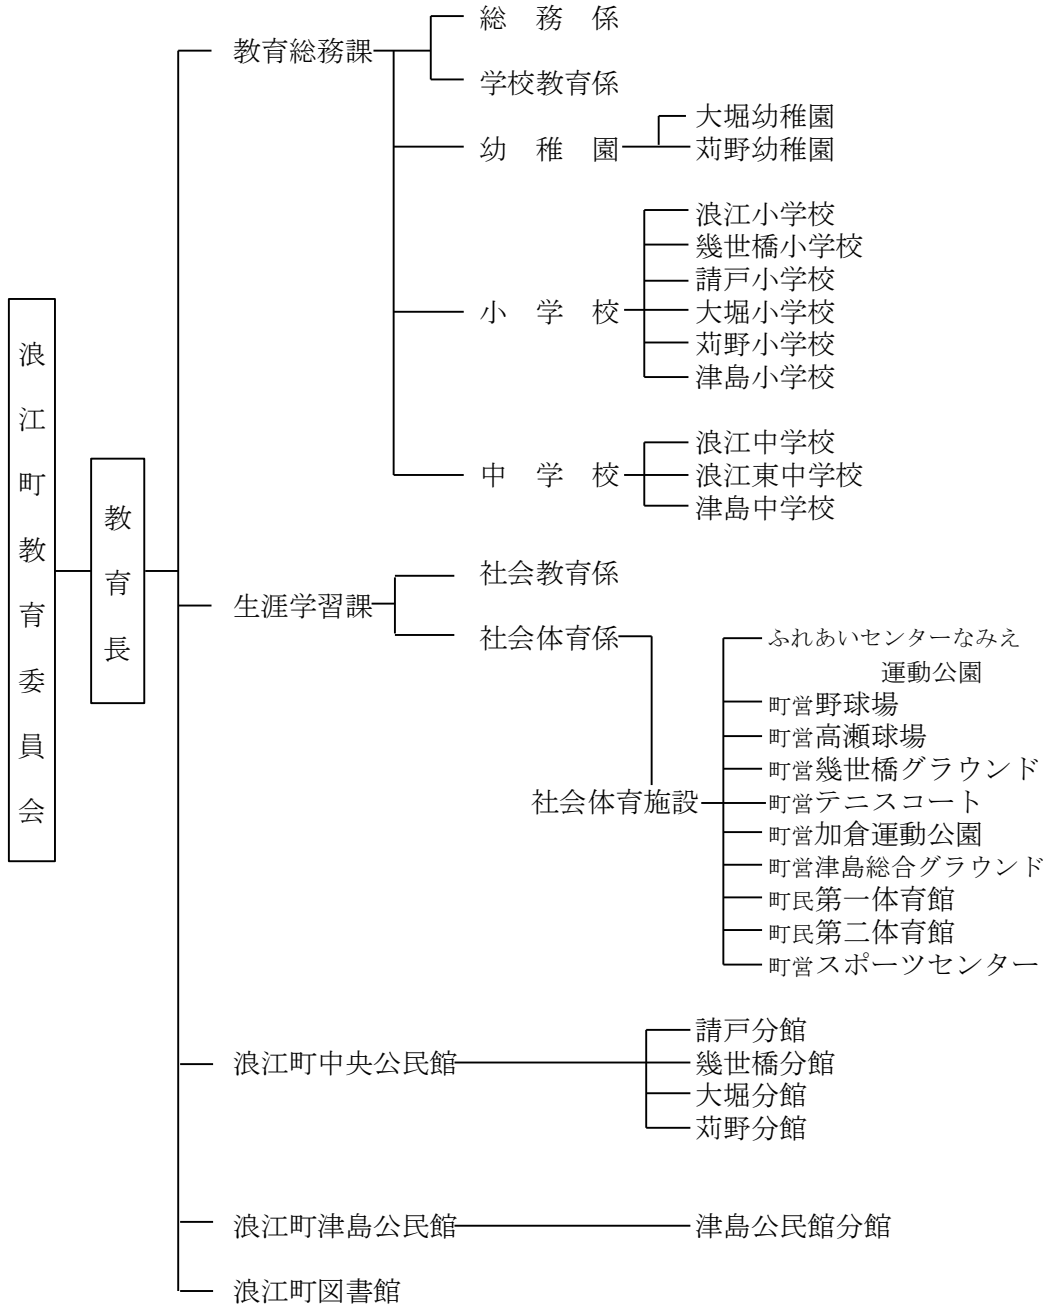 浪江町教育委員会
教育長
教育総務課
総　務　係
学校教育係
幼　稚　園
大堀幼稚園
苅野幼稚園
小　学　校
浪江小学校
幾世橋小学校
請戸小学校
大堀小学校
苅野小学校
津島小学校
中　学　校
浪江中学校
浪江東中学校
津島中学校
生涯学習課
社会教育係
社会体育係
社会体育施設
ふれあいセンターなみえ
運動公園
町営野球場
町営高瀬球場
町営幾世橋グラウンド
町営テニスコート
町営加倉運動公園
町営津島総合グラウンド
町民第一体育館
町民第二体育館
町営スポーツセンター
浪江町中央公民館
請戸分館
幾世橋分館
大堀分館
苅野分館
浪江町津島公民館
津島公民館分館
浪江町図書館